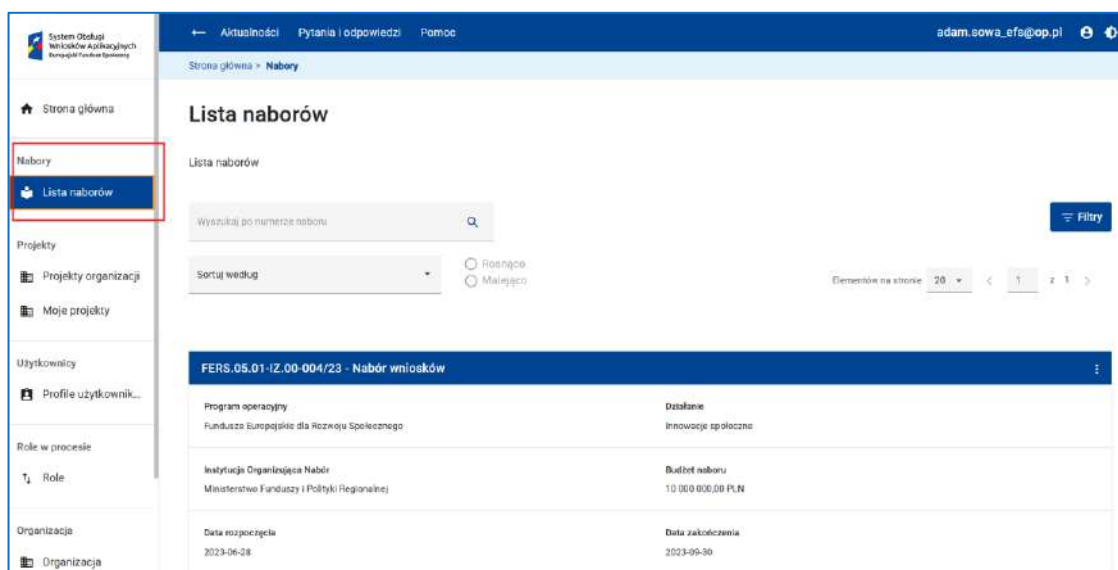 System Obsługi
Wniosków Aplikacyjnych
Europejski Fundusz Społeczny
← Aktualności Pytania i odpowiedzi Pomoc
adam.sowa_efs@op.pl
Strona główna > Nabory
Strona główna
Nabory
Lista naborów
Projekty
Projekty organizacji
Moje projekty
Użytkownicy
Profile użytkownik...
Role w procesie
Role
Organizacja
Organizacja
Lista naborów
Lista naborów
Wyszukaj po numerze naboru
Filtry
Sortuj według
Rosnąco
Malejąco
Elementów na stronie 20 < 1 z 1 >
FERS.05.01-IZ.00-004/23 - Nabór wniosków
Program operacyjny
Fundusze Europejskie dla Rozwoju Społecznego
Działanie
Innowacje społeczne
Instytucja Organizująca Nabór
Ministerstwo Funduszy i Polityki Regionalnej
Budżet naboru
10 000 000,00 PLN
Data rozpoczęcia
2023-06-28
Data zakończenia
2023-09-30